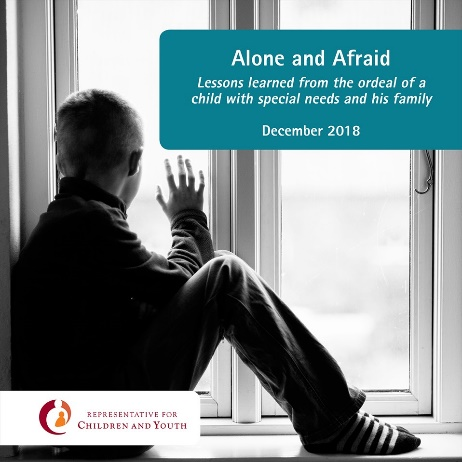 Alone and Afraid
Lessons learned from the ordeal of a
child with special needs and his family
December 2018
REPRESENTATIVE FOR
CHILDREN AND YOUTH